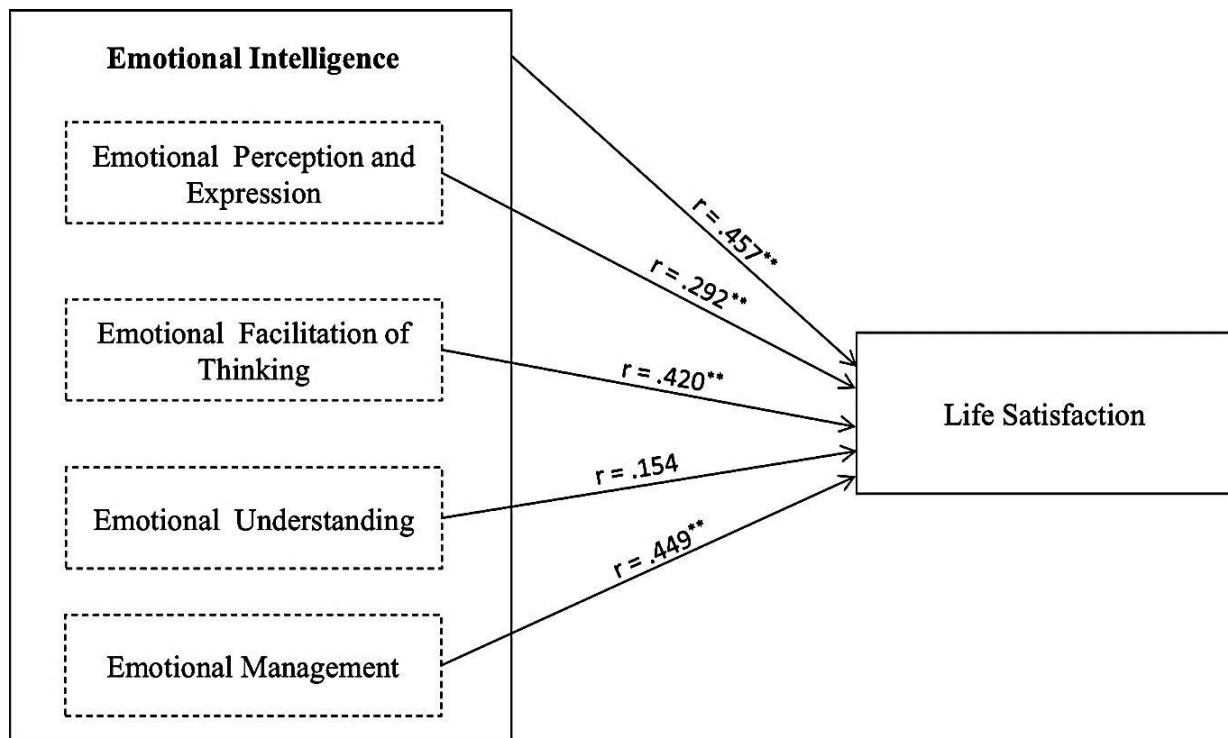 Emotional Intelligence
Emotional Perception and
Expression
r = .457**
r = .292**
Emotional Facilitation of
Thinking
r = .420**
Life Satisfaction
r = .154
Emotional Understanding
r = .449**
Emotional Management